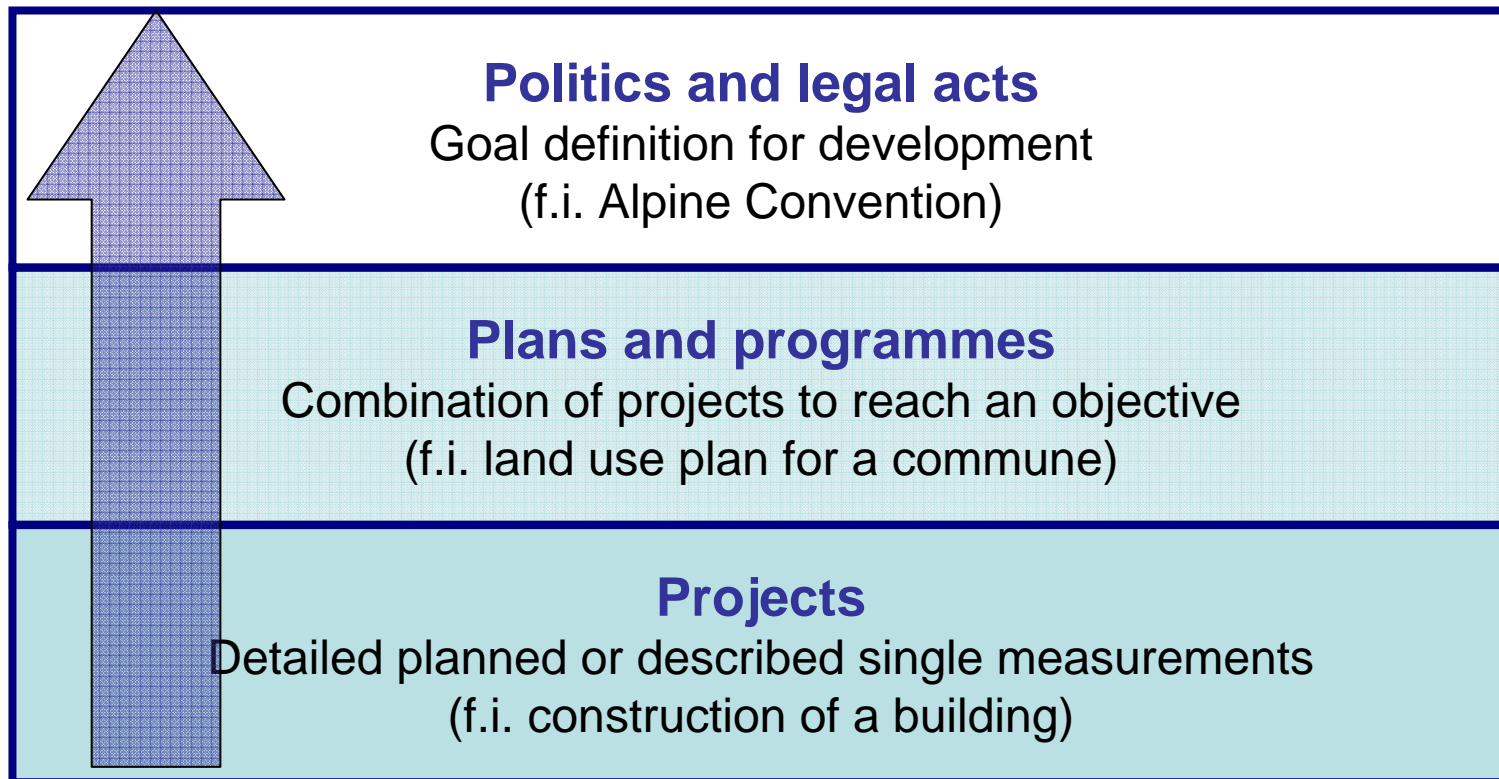 Politics and legal acts
Goal definition for development
(f.i. Alpine Convention)
Plans and programmes
Combination of projects to reach an objective
(f.i. land use plan for a commune)
Projects
Detailed planned or described single measurements
(f.i. construction of a building)